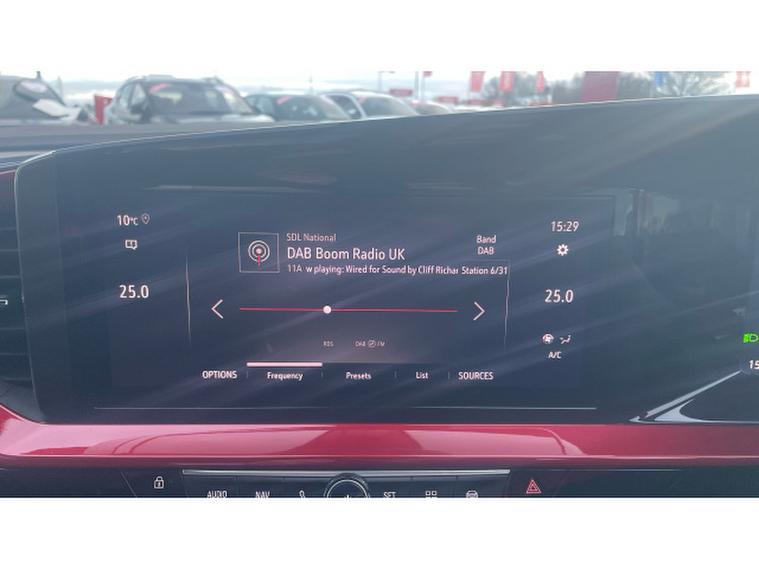 10°C
25.0
SDL National
DAB Boom Radio UK
11A w playing: Wired for Sound by Cliff Richar Station 6/31
Band
DAB
15:29
25.0
A/C
RDS DAB FM
OPTIONS Frequency Presets List SOURCES
15
AUDIO NAV SET